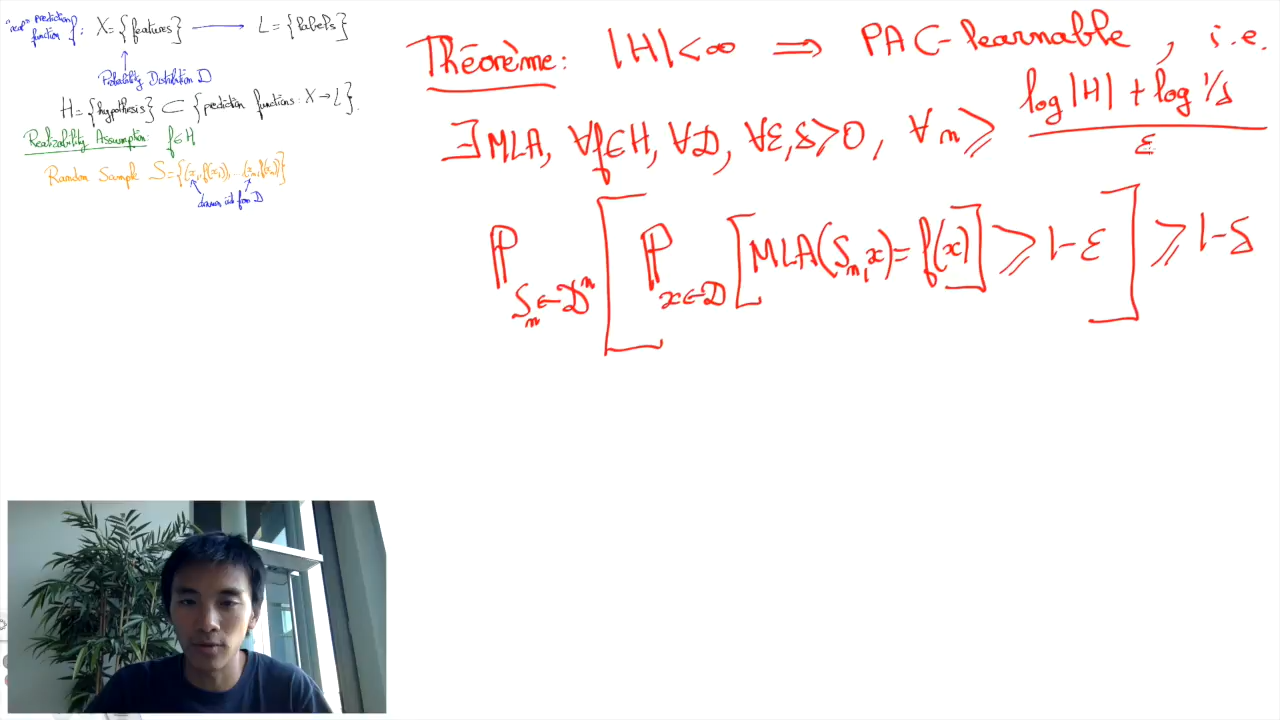 "real" prediction function f: X = {features} ⟶ L = {labels}
Probability Distribution D
H = {hypothesis} ⊂ {prediction functions: X → L}.
Realizability Assumption: f ∈ H
Random Sample S = {(x₁, f(x₁)), ... (xₙ, f(xₙ))}
drawn iid from D
Théorème: |H| < ∞ ⟹ PAC-learnable, i.e.
∃ MLA, ∀f ∈ H, ∀D, ∀ε, δ > 0, ∀n ≥ (log|H| + log 1/δ) / ε
ℙ_{Sₙ←Dⁿ} [ ℙ_{x←D} [MLA(Sₙ, x) = f(x)] ≥ 1-ε ] ≥ 1-δ